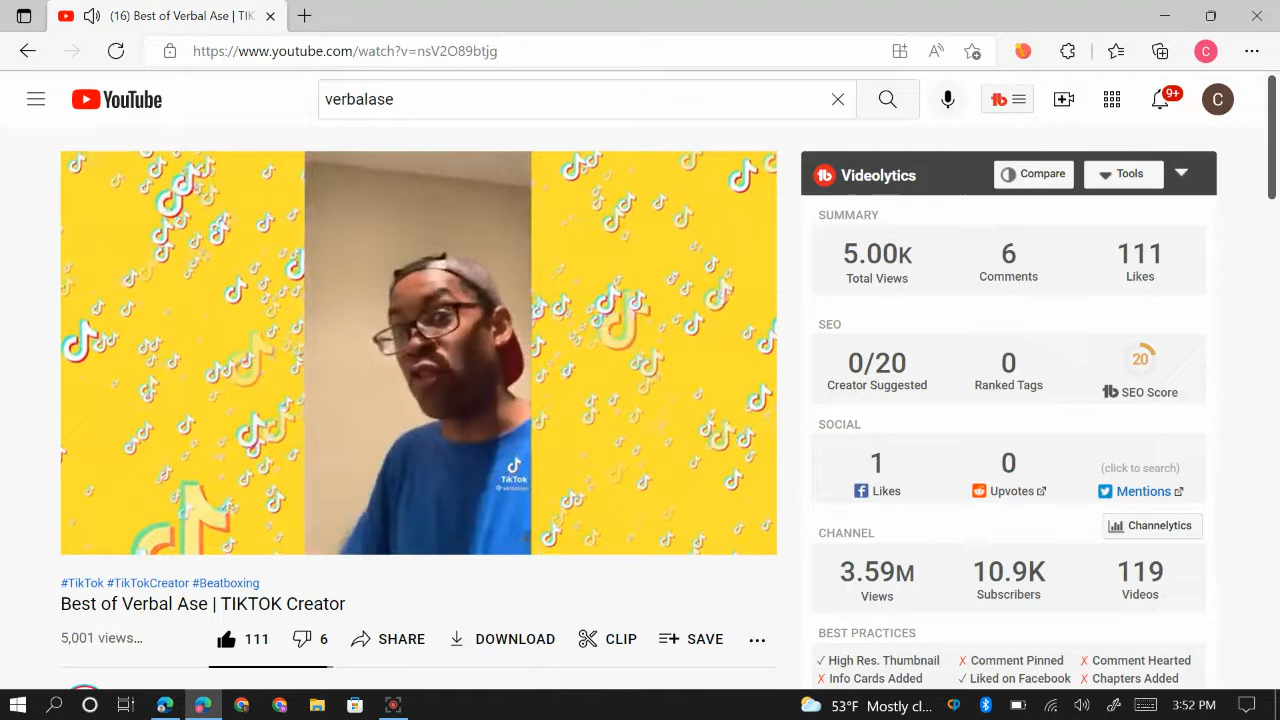 (16) Best of Verbal Ase | TIKTOK C
https://www.youtube.com/watch?v=nsV2O89btjg
C
YouTube
verbalase
9+
C
Videolytics
Compare
Tools
SUMMARY
5.00K
6
111
Total Views
Comments
Likes
SEO
0/20
0
20
Creator Suggested
Ranked Tags
SEO Score
SOCIAL
1
0
(click to search)
Likes
Upvotes
Mentions
Channelytics
CHANNEL
3.59M
10.9K
119
Views
Subscribers
Videos
BEST PRACTICES
√ High Res. Thumbnail
✗ Comment Pinned
✗ Comment Hearted
✗ Info Cards Added
√ Liked on Facebook
✗ Chapters Added
TikTok
#TikTok #TikTokCreator #Beatboxing
Best of Verbal Ase | TIKTOK Creator
5,001 views...
111
6
SHARE
DOWNLOAD
CLIP
SAVE
53°F Mostly cl...
3:52 PM